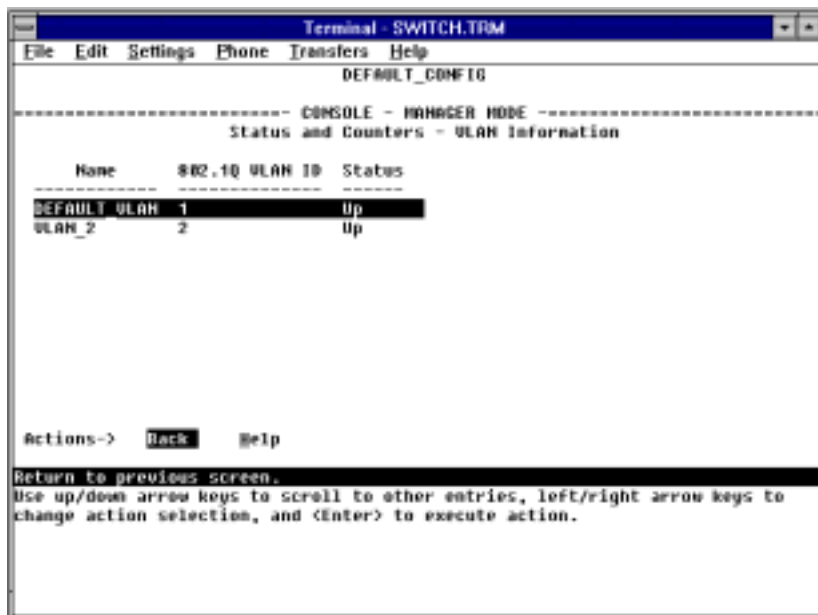 Terminal - SWITCH.TRM
File Edit Settings Phone Transfers Help
DEFAULT_CONFIG
---------------------------- CONSOLE - MANAGER MODE -----------------------------
Status and Counters - VLAN Information
Name 802.1Q VLAN ID Status
------------ -------------- ------
DEFAULT_VLAN 1 Up
VLAN_2 2 Up
Actions-> Back Help
Return to previous screen.
Use up/down arrow keys to scroll to other entries, left/right arrow keys to
change action selection, and <Enter> to execute action.